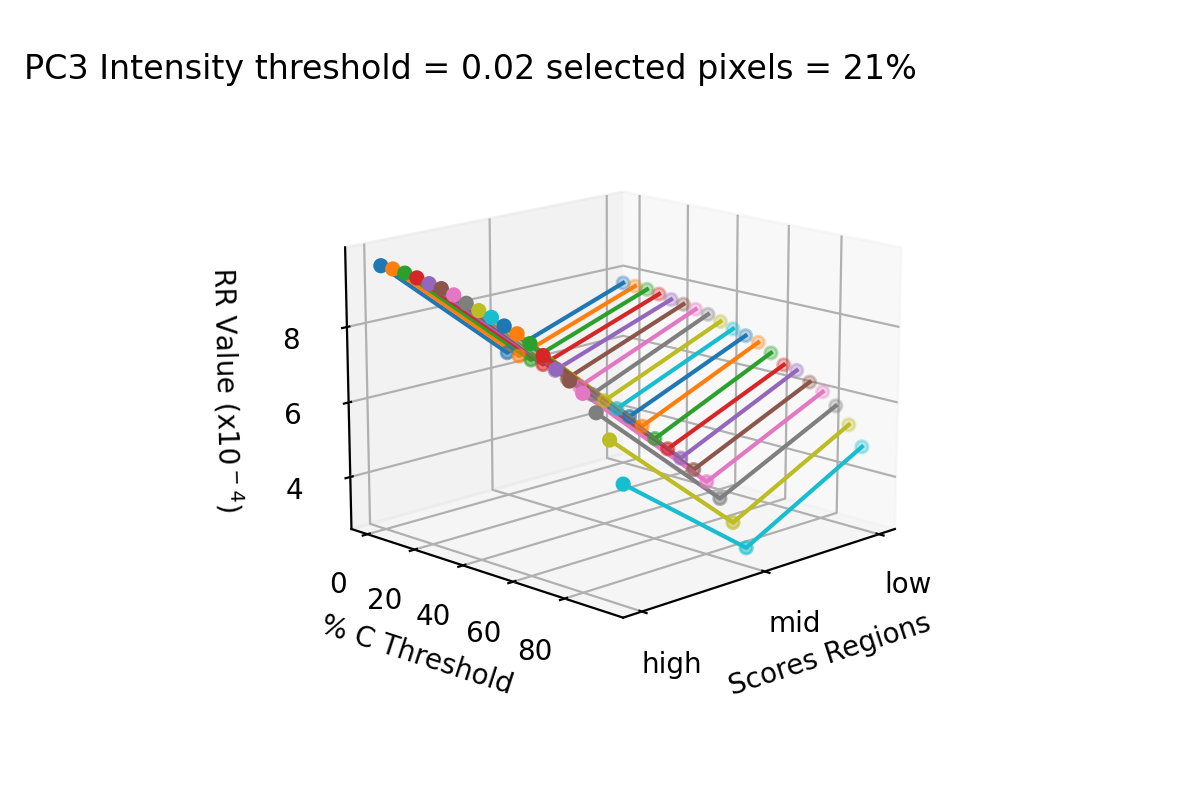 PC3 Intensity threshold = 0.02 selected pixels = 21%
RR Value (x10⁻⁴)
8
6
4
0
20
40
60
80
% C Threshold
high
mid
low
Scores Regions